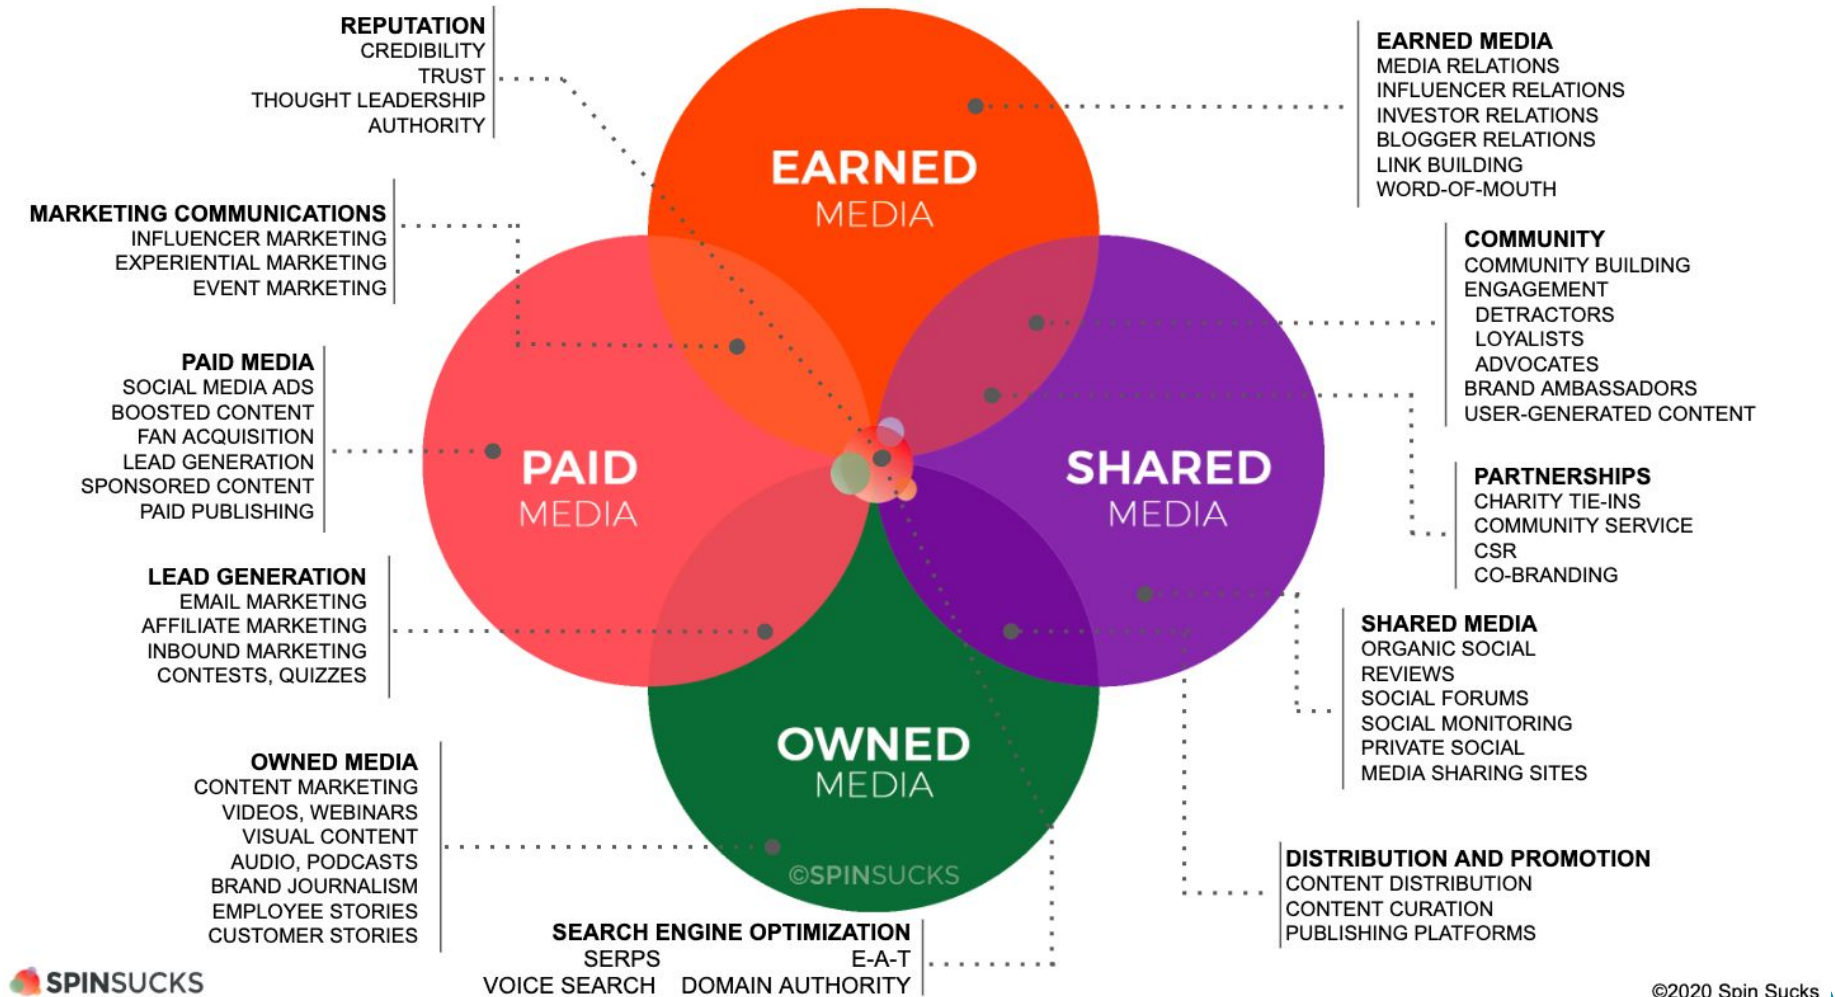 REPUTATION
CREDIBILITY
TRUST
THOUGHT LEADERSHIP
AUTHORITY
MARKETING COMMUNICATIONS
INFLUENCER MARKETING
EXPERIENTIAL MARKETING
EVENT MARKETING
PAID MEDIA
SOCIAL MEDIA ADS
BOOSTED CONTENT
FAN ACQUISITION
LEAD GENERATION
SPONSORED CONTENT
PAID PUBLISHING
LEAD GENERATION
EMAIL MARKETING
AFFILIATE MARKETING
INBOUND MARKETING
CONTESTS, QUIZZES
OWNED MEDIA
CONTENT MARKETING
VIDEOS, WEBINARS
VISUAL CONTENT
AUDIO, PODCASTS
BRAND JOURNALISM
EMPLOYEE STORIES
CUSTOMER STORIES
EARNED
MEDIA
PAID
MEDIA
SHARED
MEDIA
OWNED
MEDIA
©SPINSUCKS
SEARCH ENGINE OPTIMIZATION
SERPS E-A-T
VOICE SEARCH DOMAIN AUTHORITY
EARNED MEDIA
MEDIA RELATIONS
INFLUENCER RELATIONS
INVESTOR RELATIONS
BLOGGER RELATIONS
LINK BUILDING
WORD-OF-MOUTH
COMMUNITY
COMMUNITY BUILDING
ENGAGEMENT
DETRACTORS
LOYALISTS
ADVOCATES
BRAND AMBASSADORS
USER-GENERATED CONTENT
PARTNERSHIPS
CHARITY TIE-INS
COMMUNITY SERVICE
CSR
CO-BRANDING
SHARED MEDIA
ORGANIC SOCIAL
REVIEWS
SOCIAL FORUMS
SOCIAL MONITORING
PRIVATE SOCIAL
MEDIA SHARING SITES
DISTRIBUTION AND PROMOTION
CONTENT DISTRIBUTION
CONTENT CURATION
PUBLISHING PLATFORMS
SPINSUCKS
©2020 Spin Sucks